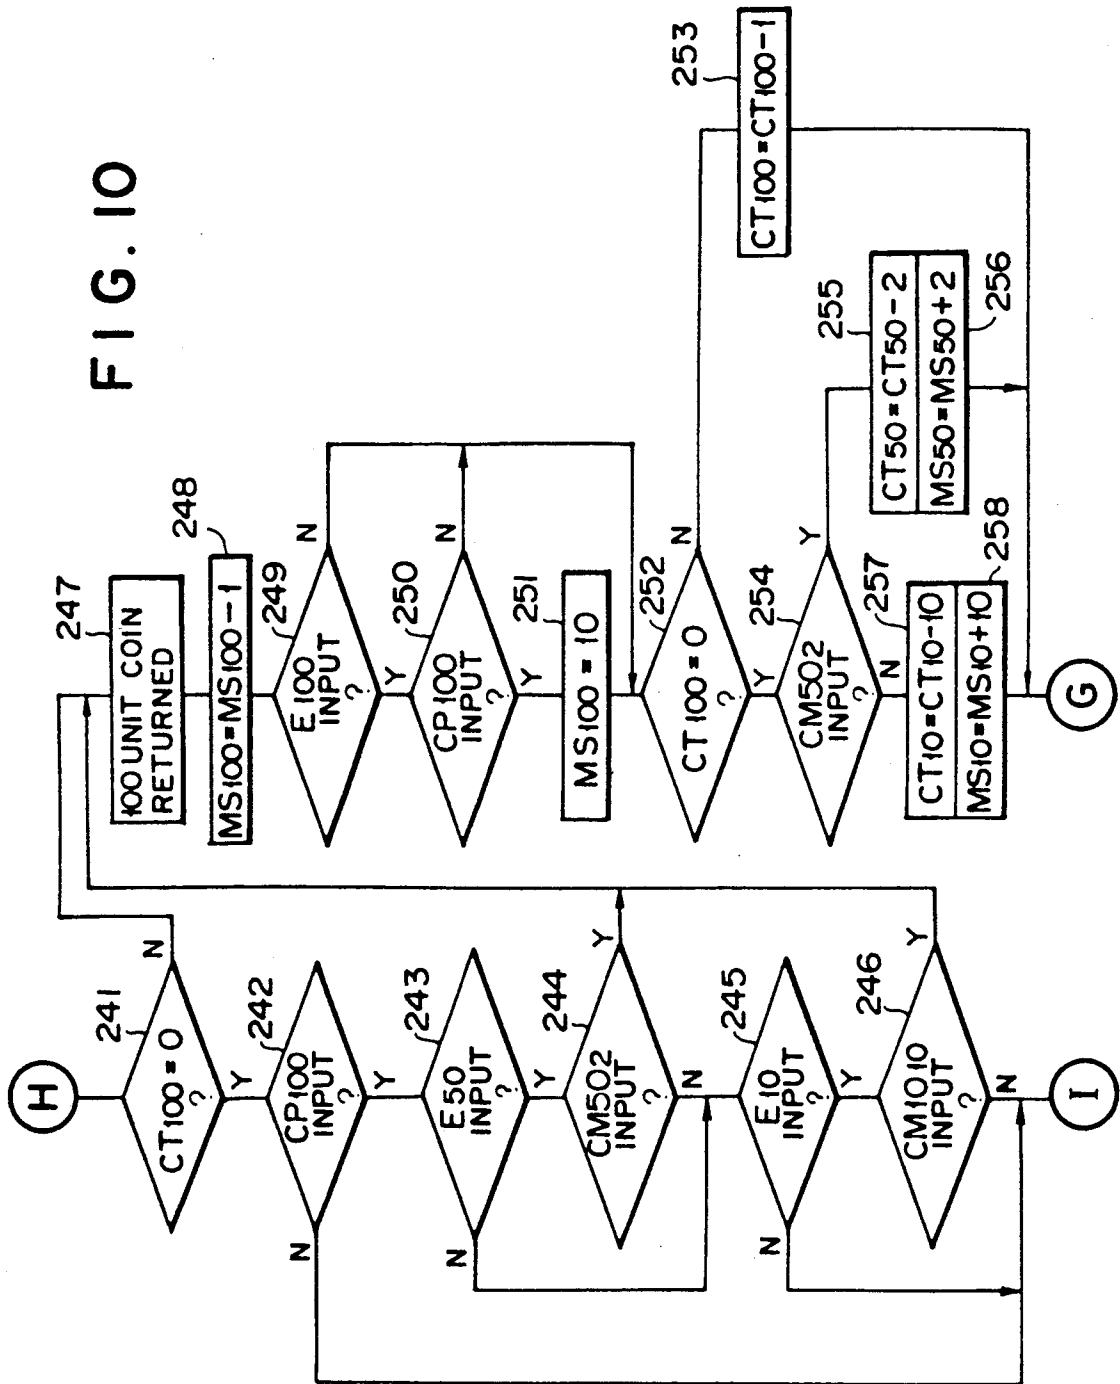 FIG. 10
H
241
CT100=0
?
N
Y
242
CP100
INPUT
?
N
Y
243
E50
INPUT
?
N
Y
244
CM502
INPUT
?
Y
N
245
E10
INPUT
?
N
Y
246
CM1010
INPUT
?
Y
N
I
247
100UNIT COIN
RETURNED
248
MS100=MS100-1
249
E100
INPUT
?
N
Y
250
CP100
INPUT
?
N
Y
251
MS100=10
252
CT100=0
?
N
Y
253
CT100=CT100-1
254
CM502
INPUT
?
Y
N
255
CT50=CT50-2
MS50=MS50+2
256
257
CT10=CT10-10
MS10=MS10+10
258
G